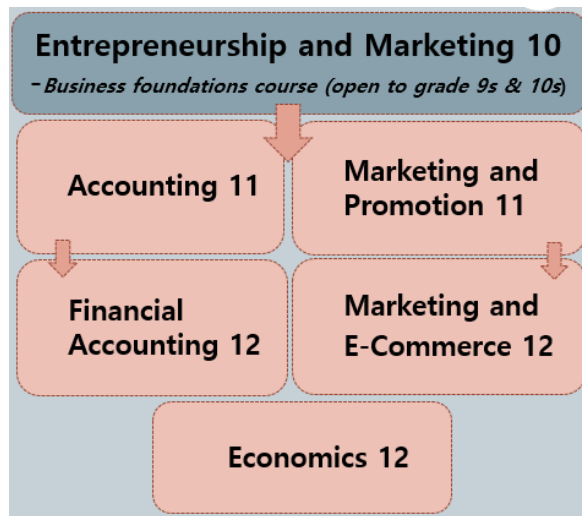 Entrepreneurship and Marketing 10
-Business foundations course (open to grade 9s & 10s)
Accounting 11
Marketing and
Promotion 11
Financial
Accounting 12
Marketing and
E-Commerce 12
Economics 12